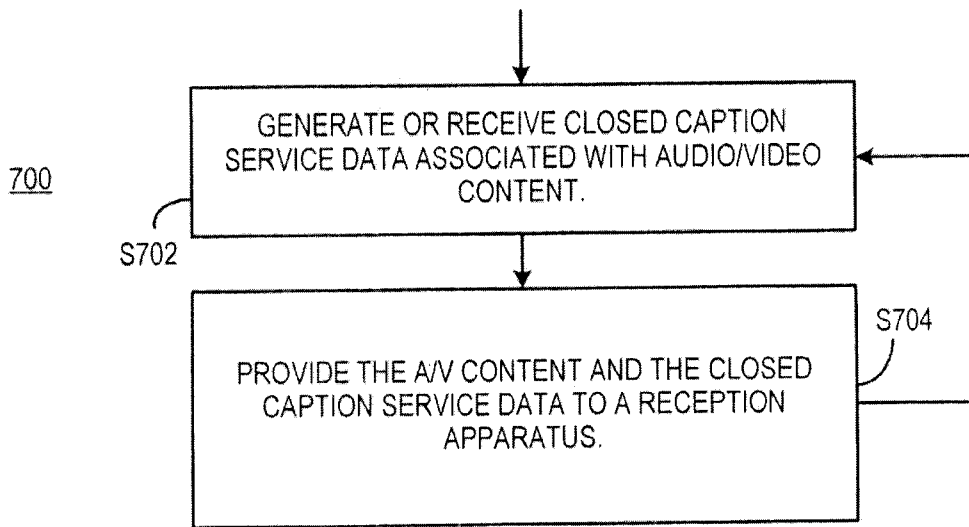 GENERATE OR RECEIVE CLOSED CAPTION
SERVICE DATA ASSOCIATED WITH AUDIO/VIDEO
CONTENT.
700
S702
S704
PROVIDE THE A/V CONTENT AND THE CLOSED
CAPTION SERVICE DATA TO A RECEPTION
APPARATUS.